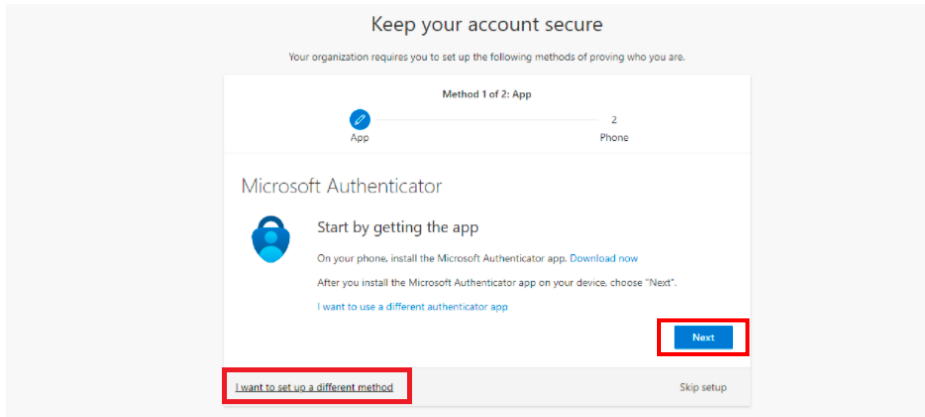 Keep your account secure
Your organization requires you to set up the following methods of proving who you are.
Method 1 of 2: App
2
App
Phone
Microsoft Authenticator
Start by getting the app
On your phone, install the Microsoft Authenticator app. Download now
After you install the Microsoft Authenticator app on your device, choose "Next".
I want to use a different authenticator app
Next
I want to set up a different method
Skip setup